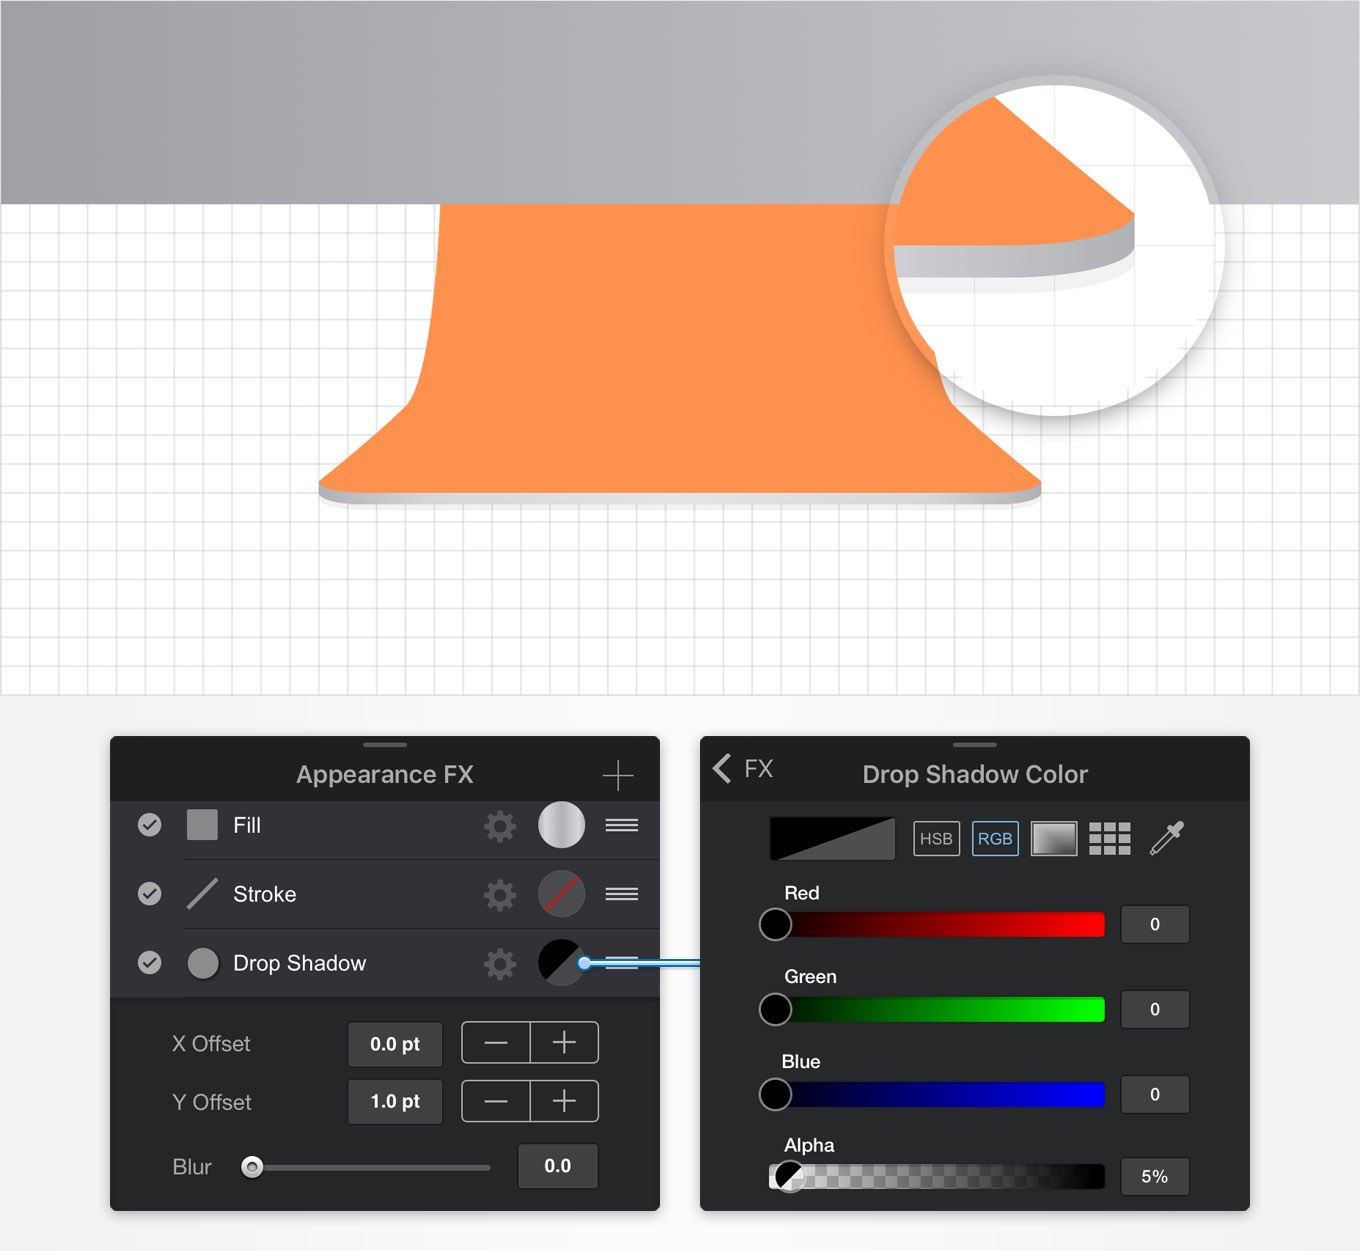 Appearance FX
Fill
Stroke
Drop Shadow
X Offset 0.0 pt
Y Offset 1.0 pt
Blur 0.0
FX Drop Shadow Color
HSB RGB
Red
0
Green
0
Blue
0
Alpha
5%